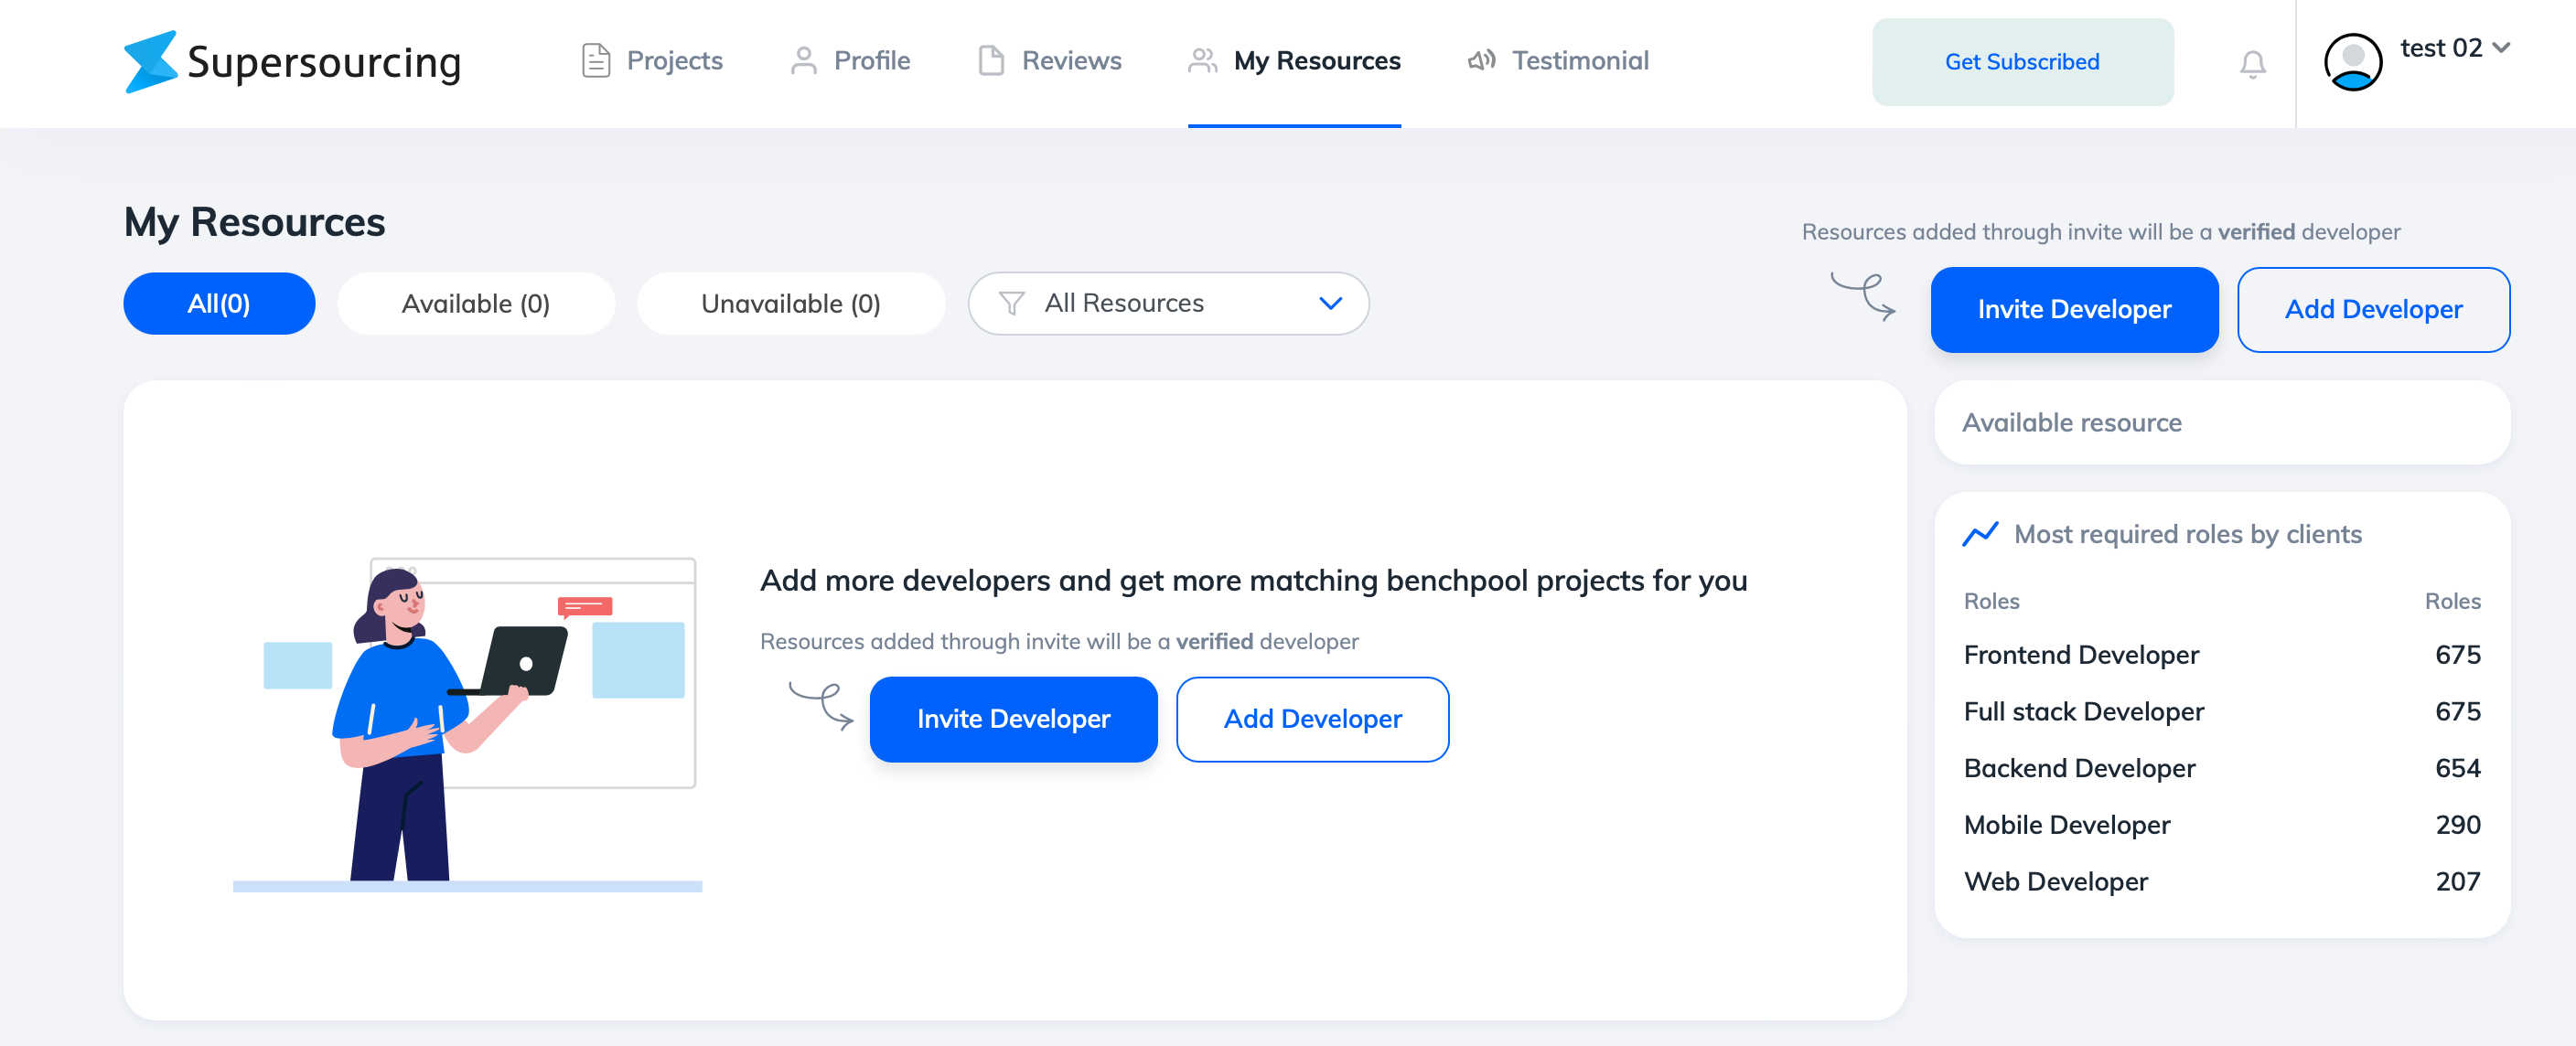 Supersourcing
Projects
Profile
Reviews
My Resources
Testimonial
Get Subscribed
test 02
My Resources
Resources added through invite will be a verified developer
All(0)
Available (0)
Unavailable (0)
All Resources
Invite Developer
Add Developer
Add more developers and get more matching benchpool projects for you
Resources added through invite will be a verified developer
Invite Developer
Add Developer
Available resource
Most required roles by clients
Roles Roles
Frontend Developer 675
Full stack Developer 675
Backend Developer 654
Mobile Developer 290
Web Developer 207